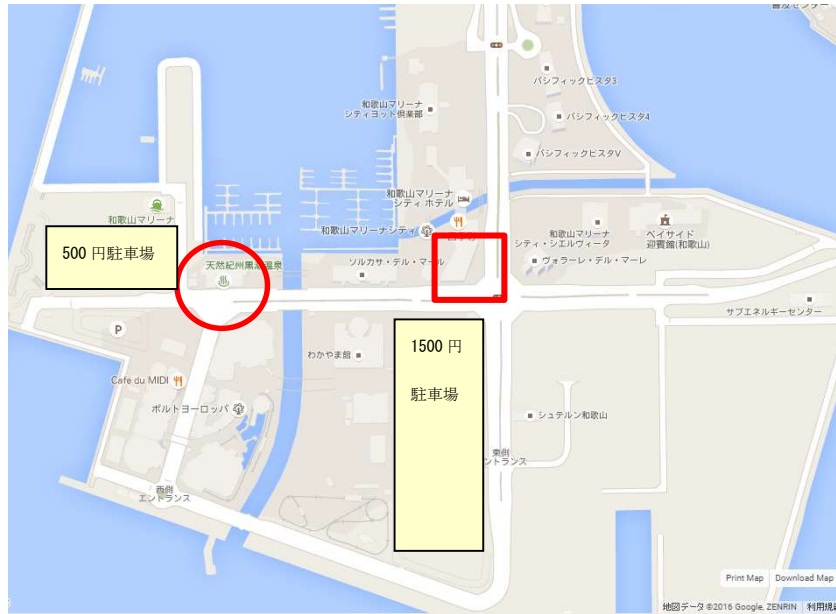 パシフィックビスタ3
和歌山マリーナ
シティヨット倶楽部
パシフィックビスタ4
パシフィックビスタV
和歌山マリーナ
シティ ホテル
和歌山マリーナ
500 円駐車場
和歌山マリーナシティ
和歌山マリーナ
シティ・シエルヴィータ
ベイサイド
迎賓館(和歌山)
天然紀州黒潮温泉
ソルカサ・デル・マール
ヴォラーレ・デル・マーレ
サブエネルギーセンター
P
1500 円
駐車場
わかやま館
Cafe du MIDI
ポルトヨーロッパ
シュテルン和歌山
東側
ントランス
西側
エントランス
Print Map
Download Map
地図データ ©2016 Google, ZENRIN
利用規約